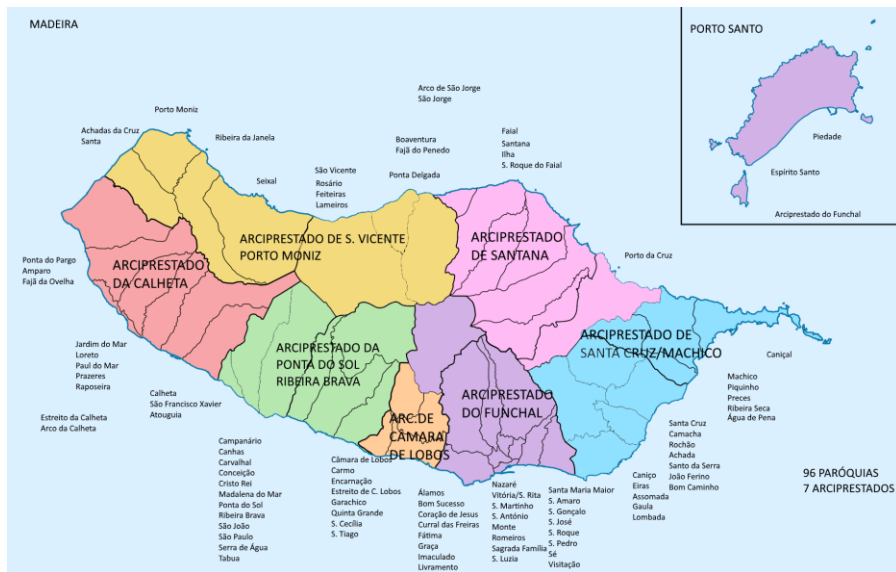 MADEIRA
PORTO SANTO
Arco de São Jorge
São Jorge
Porto Moniz
Achadas da Cruz
Santa
Ribeira da Janela
Boaventura
Fajã do Penedo
Faial
Santana
Ilha
S. Roque do Faial
Piedade
Espírito Santo
Arciprestado do Funchal
Seixal
São Vicente
Rosário
Feiteiras
Lameiros
Ponta Delgada
ARCIPRESTADO DE S. VICENTE
PORTO MONIZ
ARCIPRESTADO
DE SANTANA
ARCIPRESTADO
DA CALHETA
Ponta do Pargo
Amparo
Fajã da Ovelha
Porto da Cruz
ARCIPRESTADO DE
SANTA CRUZ/MACHICO
Caniçal
ARCIPRESTADO DA
PONTA DO SOL
RIBEIRA BRAVA
Jardim do Mar
Loreto
Paul do Mar
Prazeres
Raposeira
ARCIPRESTADO
DO FUNCHAL
ARC.DE
CÂMARA
DE LOBOS
Machico
Piquinho
Preces
Ribeira Seca
Água de Pena
Calheta
São Francisco Xavier
Atouguia
Estreito da Calheta
Arco da Calheta
Santa Cruz
Camacha
Rochão
Achada
Santo da Serra
João Ferino
Bom Caminho
Campanário
Canhas
Carvalhal
Conceição
Cristo Rei
Madalena do Mar
Ponta do Sol
Ribeira Brava
São João
São Paulo
Serra de Água
Tabua
Câmara de Lobos
Carmo
Encarnação
Estreito de C. Lobos
Garachico
Quinta Grande
S. Cecília
S. Tiago
Álamos
Bom Sucesso
Coração de Jesus
Curral das Freiras
Fátima
Graça
Imaculado
Livramento
Nazaré
Vitória/S. Rita
S. Martinho
S. António
Monte
Romeiros
Sagrada Família
S. Luzia
Santa Maria Maior
S. Amaro
S. Gonçalo
S. José
S. Roque
S. Pedro
Sé
Visitação
Caniço
Eiras
Assomada
Gaula
Lombada
96 PARÓQUIAS
7 ARCIPRESTADOS